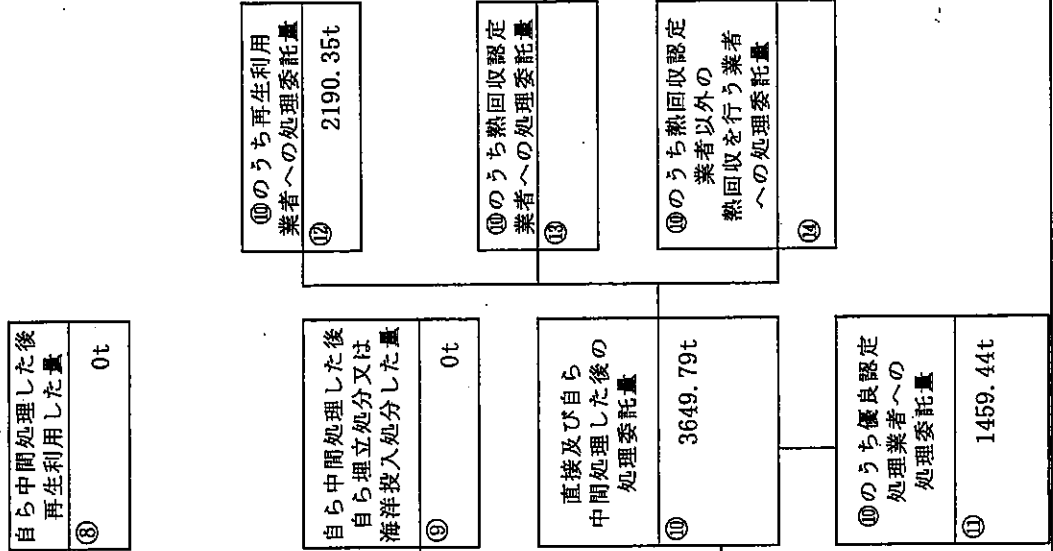 自ら中間処理した後
再生利用した量
⑧
0t
自ら中間処理した後
自ら埋立処分又は
海洋投入処分した量
⑨
0t
直接及び自ら
中間処理した後の
処理委託量
⑩
3649.79t
⑩のうち優良認定
処理業者への
処理委託量
⑪
1459.44t
⑩のうち再生利用
業者への処理委託量
⑫
2190.35t
⑩のうち熱回収認定
業者への処理委託量
⑬
⑩のうち熱回収認定
業者以外の
熱回収を行う業者
への処理委託量
⑭